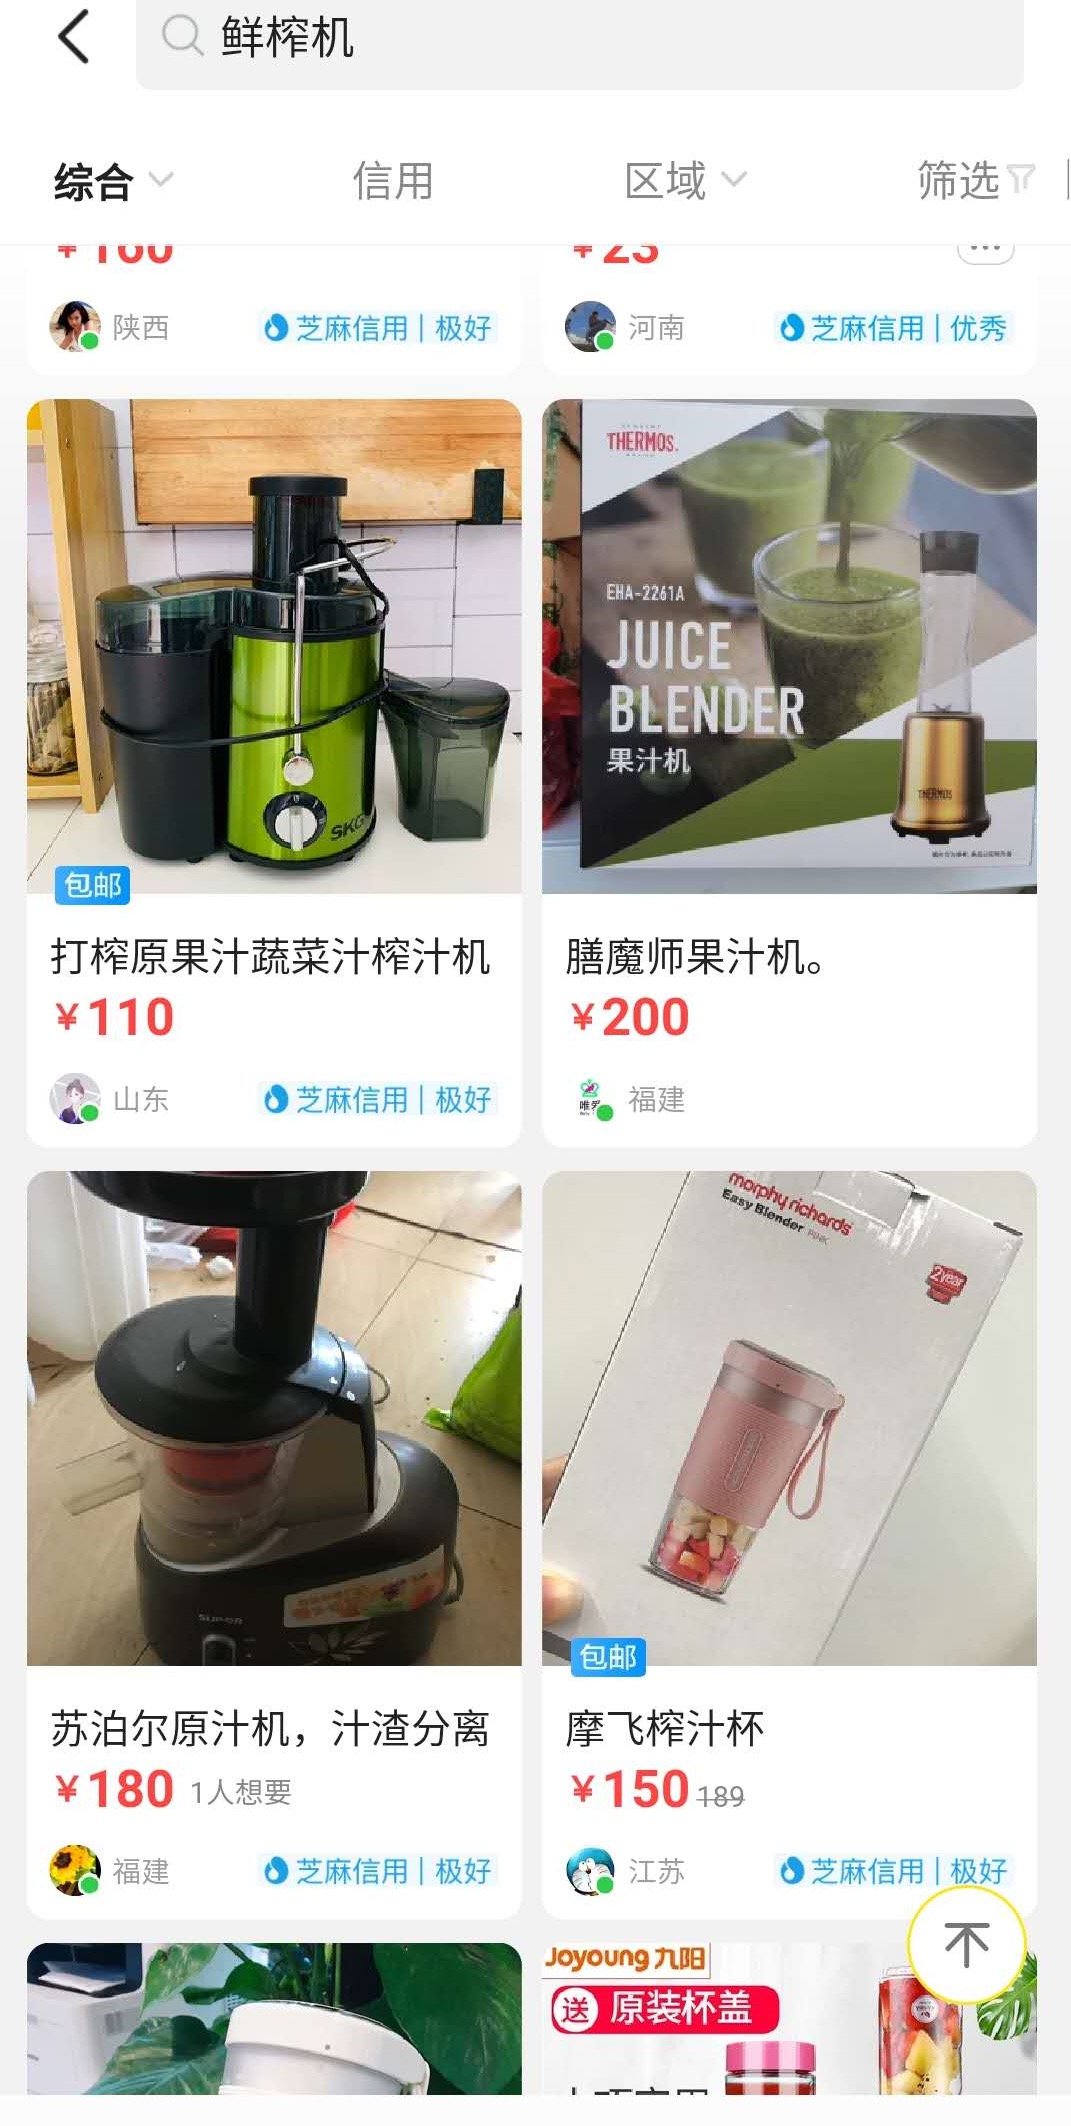 鲜榨机
综合
信用
区域
筛选
¥160
¥23
陕西
芝麻信用|极好
河南
芝麻信用|优秀
THERMOS.
EHA-2261A
JUICE
BLENDER
果汁机
THERMOS
SKG
包邮
打榨原果汁蔬菜汁榨汁机
¥110
山东
芝麻信用|极好
膳魔师果汁机。
¥200
福建
morphy richards
Easy Blender PINK
2year
SUPOR
包邮
苏泊尔原汁机，汁渣分离
¥180 1人想要
福建
芝麻信用|极好
摩飞榨汁杯
¥150 189
江苏
芝麻信用|极好
Joyoung 九阳
送 原装杯盖